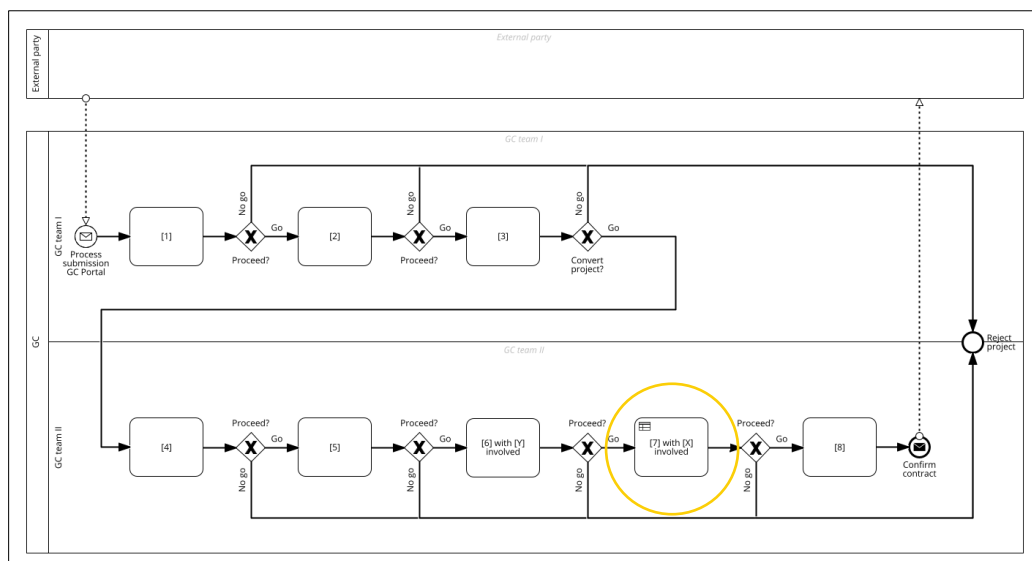 External party
External party
GC team I
GC
GC team I
Process
submission
GC Portal
[1]
No go
Go
Proceed?
[2]
No go
Go
Proceed?
[3]
No go
Go
Convert
project?
Reject
project
GC team II
GC team II
[4]
Proceed?
Go
No go
[5]
Proceed?
Go
No go
[6] with [Y]
involved
Proceed?
Go
No go
[7] with [X]
involved
Proceed?
Go
No go
[8]
Confirm
contract